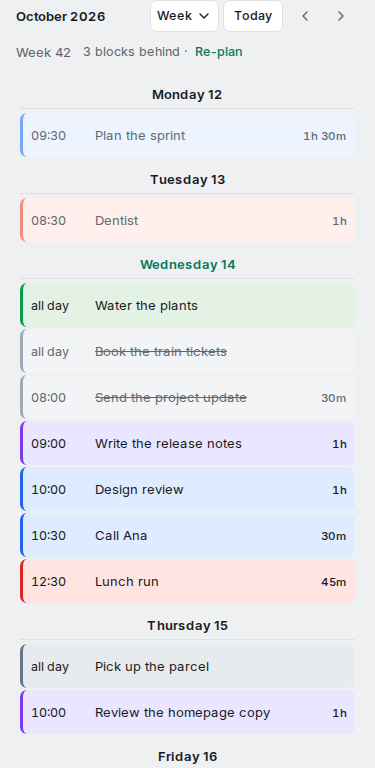 October 2026 Week Today
Week 42 3 blocks behind · Re-plan
Monday 12
09:30 Plan the sprint 1h 30m
Tuesday 13
08:30 Dentist 1h
Wednesday 14
all day Water the plants
all day Book the train tickets
08:00 Send the project update 30m
09:00 Write the release notes 1h
10:00 Design review 1h
10:30 Call Ana 30m
12:30 Lunch run 45m
Thursday 15
all day Pick up the parcel
10:00 Review the homepage copy 1h
Friday 16